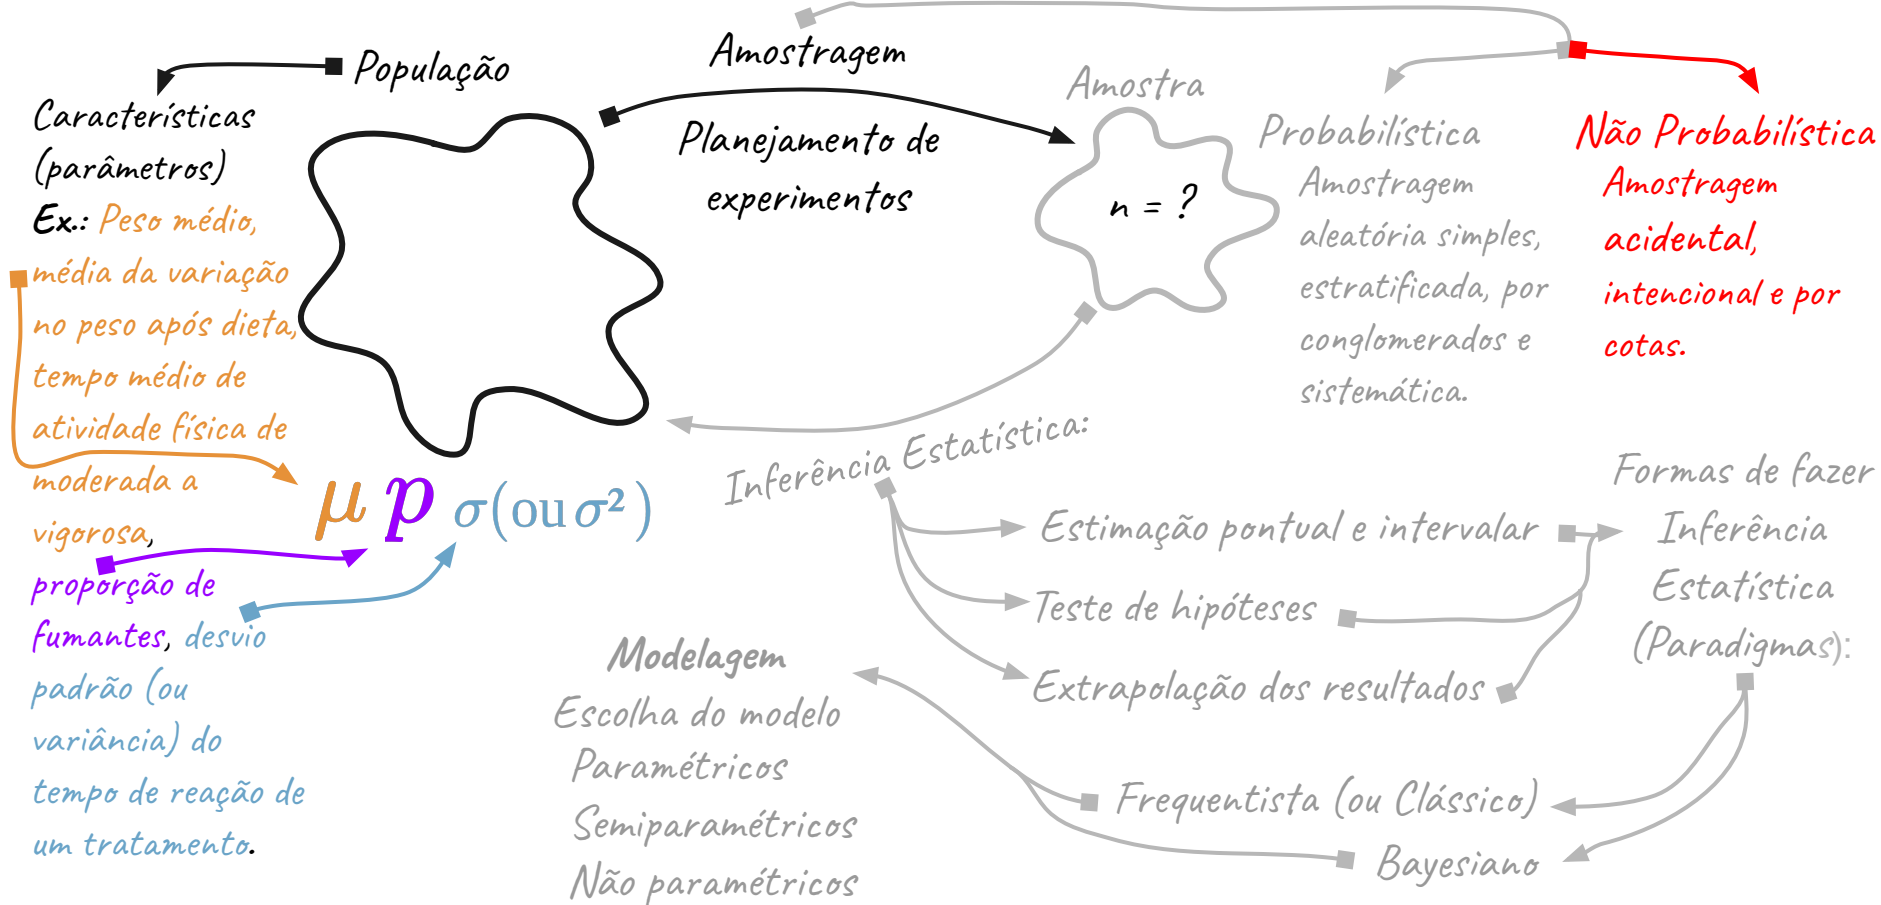 População
Características
(parâmetros)
Ex.: Peso médio,
média da variação
no peso após dieta,
tempo médio de
atividade física de
moderada a
vigorosa,
proporção de
fumantes, desvio
padrão (ou
variância) do
tempo de reação de
um tratamento.
μ p σ(ou σ²)
Amostragem
Planejamento de
experimentos
Amostra
n = ?
Probabilística
Amostragem
aleatória simples,
estratificada, por
conglomerados e
sistemática.
Não Probabilística
Amostragem
acidental,
intencional e por
cotas.
Inferência Estatística:
Estimação pontual e intervalar
Teste de hipóteses
Extrapolação dos resultados
Formas de fazer
Inferência
Estatística
(Paradigmas):
Frequentista (ou Clássico)
Bayesiano
Modelagem
Escolha do modelo
Paramétricos
Semiparamétricos
Não paramétricos